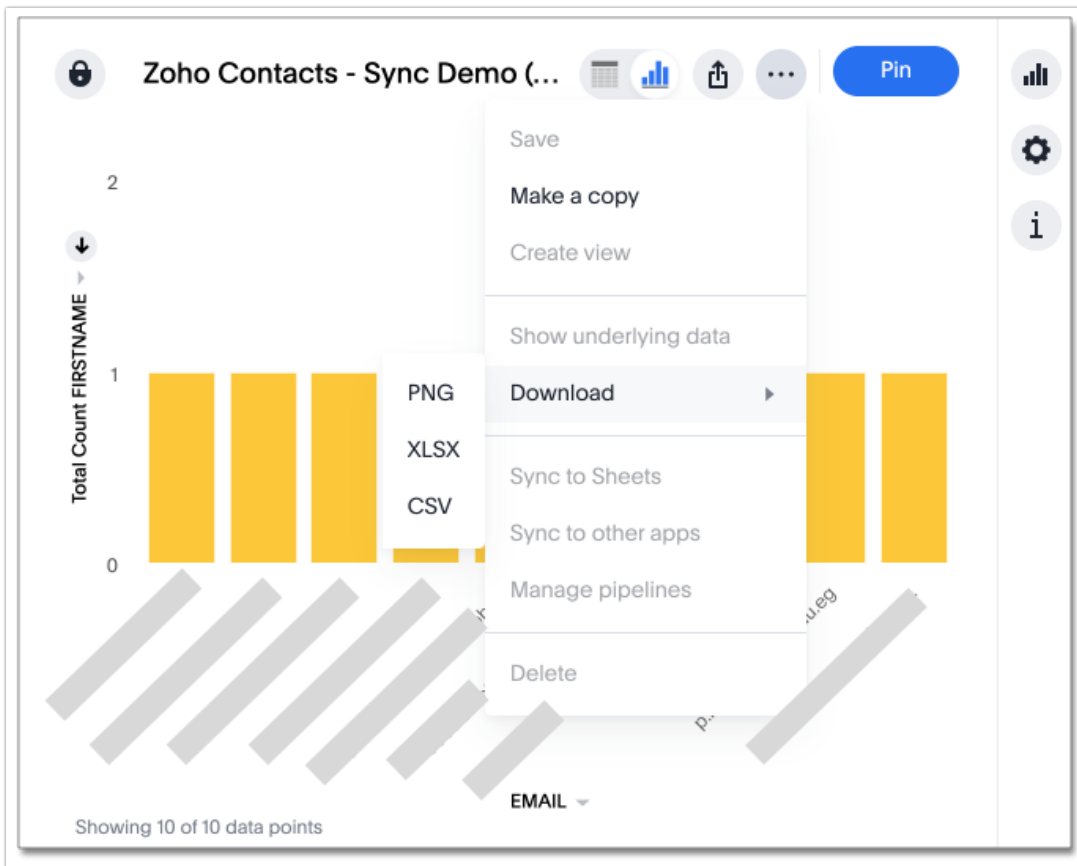 Zoho Contacts - Sync Demo (...
Pin
Save
Make a copy
Create view
Show underlying data
Download
PNG
XLSX
CSV
Sync to Sheets
Sync to other apps
Manage pipelines
Delete
2
1
0
Total Count FIRSTNAME
u.eg
p..
EMAIL
Showing 10 of 10 data points
i